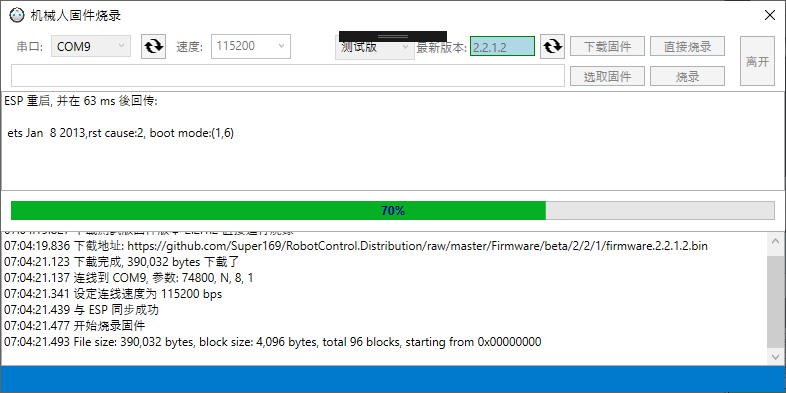 机械人固件烧录
串口: COM9 速度: 115200 测试版 最新版本: 2.2.1.2 下载固件 直接烧录 离开
选取固件 烧录
ESP 重启, 并在 63 ms 後回传:
ets Jan 8 2013,rst cause:2, boot mode:(1,6)
70%
07:04:19.836 下载地址: https://github.com/Super169/RobotControl.Distribution/raw/master/Firmware/beta/2/2/1/firmware.2.2.1.2.bin
07:04:21.123 下载完成, 390,032 bytes 下载了
07:04:21.137 连线到 COM9, 参数: 74800, N, 8, 1
07:04:21.341 设定连线速度为 115200 bps
07:04:21.439 与 ESP 同步成功
07:04:21.477 开始烧录固件
07:04:21.493 File size: 390,032 bytes, block size: 4,096 bytes, total 96 blocks, starting from 0x00000000